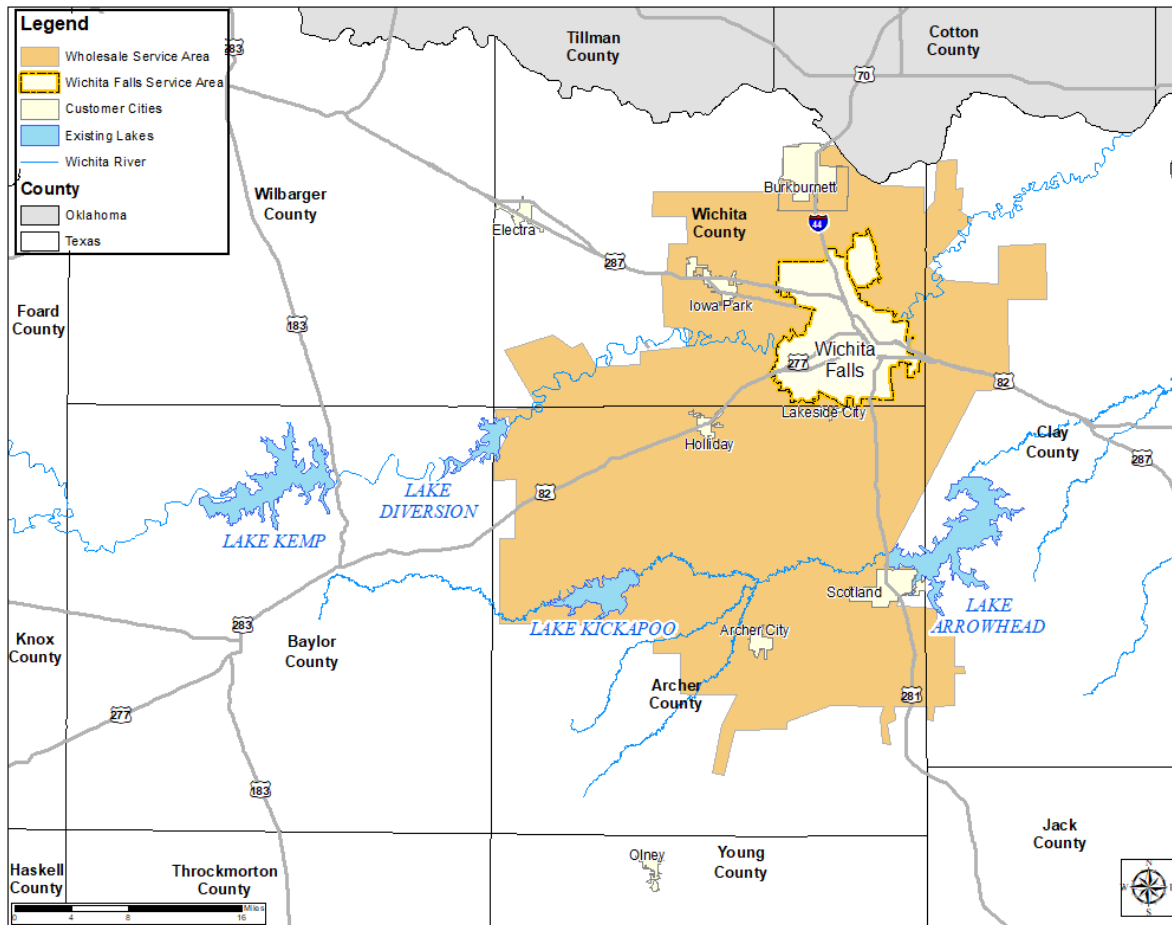 Legend
Wholesale Service Area
Wichita Falls Service Area
Customer Cities
Existing Lakes
Wichita River
County
Oklahoma
Texas
283
Tillman
County
Cotton
County
70
Wilbarger
County
Electra
Burkburnett
Wichita
County
44
287
Iowa Park
Foard
County
183
Wichita
Falls
277
82
Lakeside City
Holliday
Clay
County
287
82
LAKE
DIVERSION
LAKE KEMP
Scotland
LAKE
ARROWHEAD
LAKE KICKAPOO
Archer City
Knox
County
283
Baylor
County
Archer
County
281
277
183
Jack
County
Olney
Young
County
Haskell
County
Throckmorton
County
Miles
0 4 8 16
N
W
S